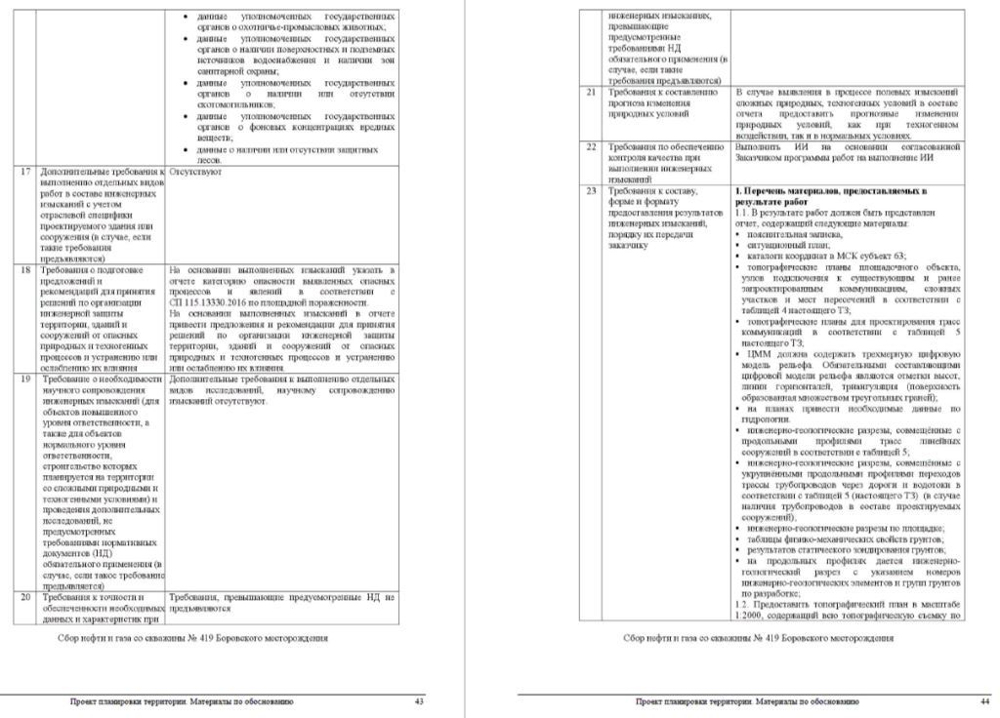 • данные уполномоченных государственных
органов о охотничье-промысловых животных;
• данные уполномоченных государственных
органов о наличии поверхностных и подземных
источников водоснабжения и наличии зон
санитарной охраны;
• данные уполномоченных государственных
органов о наличии или отсутствии
скотомогильников;
• данные уполномоченных государственных
органов о фоновых концентрациях вредных
веществ;
• данные о наличии или отсутствии защитных
лесов.
17 Дополнительные требования к
выполнению отдельных видов
работ в составе инженерных
изысканий с учетом
отраслевой специфики
проектируемого здания или
сооружения (в случае, если
такие требования
предъявляются)
Отсутствуют
18 Требования о подготовке
предложений и
рекомендаций для принятия
решений по организации
инженерной защиты
территории, зданий и
сооружений от опасных
природных и техногенных
процессов и устранению или
ослаблению их влияния
На основании выполненных изысканий указать в
отчете категорию опасности выявленных опасных
процессов и явлений в соответствии с
СП 115.13330.2016 по площадной пораженности.
На основании выполненных изысканий в отчете
привести предложения и рекомендации для принятия
решений по организации инженерной защиты
территории, зданий и сооружений от опасных
природных и техногенных процессов и устранению
или ослаблению их влияния
19 Требование о необходимости
научного сопровождения
инженерных изысканий (для
объектов повышенного
уровня ответственности, а
также для объектов
нормального уровня
ответственности,
строительство которых
планируется на территории
со сложными природными и
техногенными условиями) и
проведения дополнительных
исследований, не
предусмотренных
требованиями нормативных
документов (НД)
обязательного применения (в
случае, если такое требование
предъявляется)
Дополнительные требования к выполнению отдельных
видов исследований, научному сопровождению
изысканий отсутствуют.
20 Требования к точности и
обеспеченности необходимых
данных и характеристик при
Требования, превышающие предусмотренные НД не
предъявляются
Сбор нефти и газа со скважины № 419 Боровского месторождения
Проект планировки территории. Материалы по обоснованию 43
инженерных изысканиях,
превышающие
предусмотренные
требованиями НД
обязательного применения (в
случае, если такие
требования предъявляются)
21 Требования к составлению
прогноза изменения
природных условий
В случае выявления в процессе полевых изысканий
сложных природных, техногенных условий в составе
отчета предоставить прогнозные изменения
природных условий, как при техногенном
воздействии, так и в нормальных условиях.
22 Требования по обеспечению
контроля качества при
выполнении инженерных
изысканий
Выполнить ИИ на основании согласованной
Заказчиком программы работ на выполнение ИИ
23 Требования к составу,
форме и формату
предоставления результатов
инженерных изысканий,
порядку их передачи
заказчику
1. Перечень материалов, предоставляемых в
результате работ
1.1. В результате работ должен быть представлен
отчет, содержащий следующие материалы:
• пояснительная записка,
• ситуационный план;
• каталоги координат в МСК субъект 63;
• топографические планы площадочного объекта,
узлов подключения к существующим и ранее
запроектированным коммуникациям, сложных
участков и мест пересечений в соответствии с
таблицей 4 настоящего ТЗ;
• топографические планы для проектирования трасс
коммуникаций в соответствии с таблицей 5
настоящего ТЗ;
• ЦММ должна содержать трехмерную цифровую
модель рельефа. Обязательными составляющими
цифровой модели рельефа являются отметки высот,
линии горизонталей, триангуляция (поверхность
образованная множеством треугольных граней);
• на планах привести необходимые данные по
гидрологии.
• инженерно-геологические разрезы, совмещённые с
продольными профилями трасс линейных
сооружений в соответствии с таблицей 5;
• инженерно-геологические разрезы, совмещённые с
укрупнёнными продольными профилями переходов
трассы трубопроводов через дороги и водотоки в
соответствии с таблицей 5 (настоящего ТЗ) (в случае
наличия трубопроводов в составе проектируемых
сооружений);
• инженерно-геологические разрезы по площадке;
• таблицы физико-механических свойств грунтов;
• результатов статического зондирования грунтов;
• на продольных профилях дается инженерно-
геологический разрез с указанием номеров
инженерно-геологических элементов и групп грунтов
по разработке;
1.2. Предоставить топографический план в масштабе
1:2000, содержащий всю топографическую съемку по
Сбор нефти и газа со скважины № 419 Боровского месторождения
Проект планировки территории. Материалы по обоснованию 44